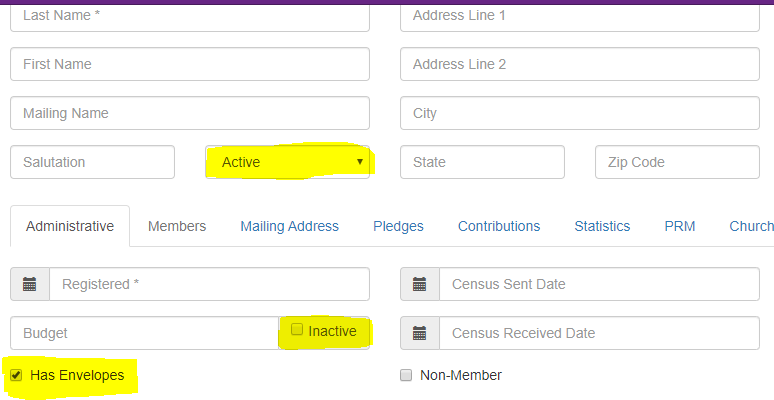 Last Name * Address Line 1
First Name Address Line 2
Mailing Name City
Salutation Active State Zip Code
Administrative Members Mailing Address Pledges Contributions Statistics PRM Church
Registered * Census Sent Date
Budget Inactive Census Received Date
Has Envelopes Non-Member